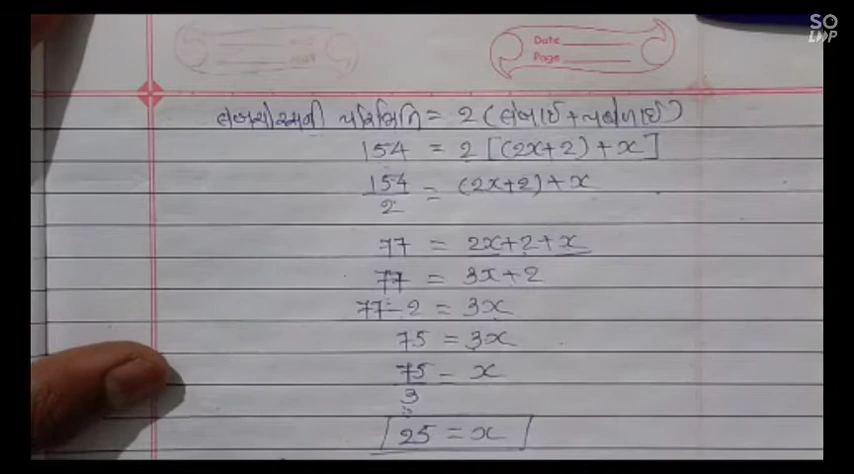 SO
LOOP
Date
Page
લંબચોરસની પરિમિતિ = 2 (લંબાઈ + પહોળાઈ)
154 = 2 [(2x+2) + x]
154/2 = (2x+2) + x
77 = 2x+2+x
77 = 3x+2
77-2 = 3x
75 = 3x
75/3 = x
25 = x